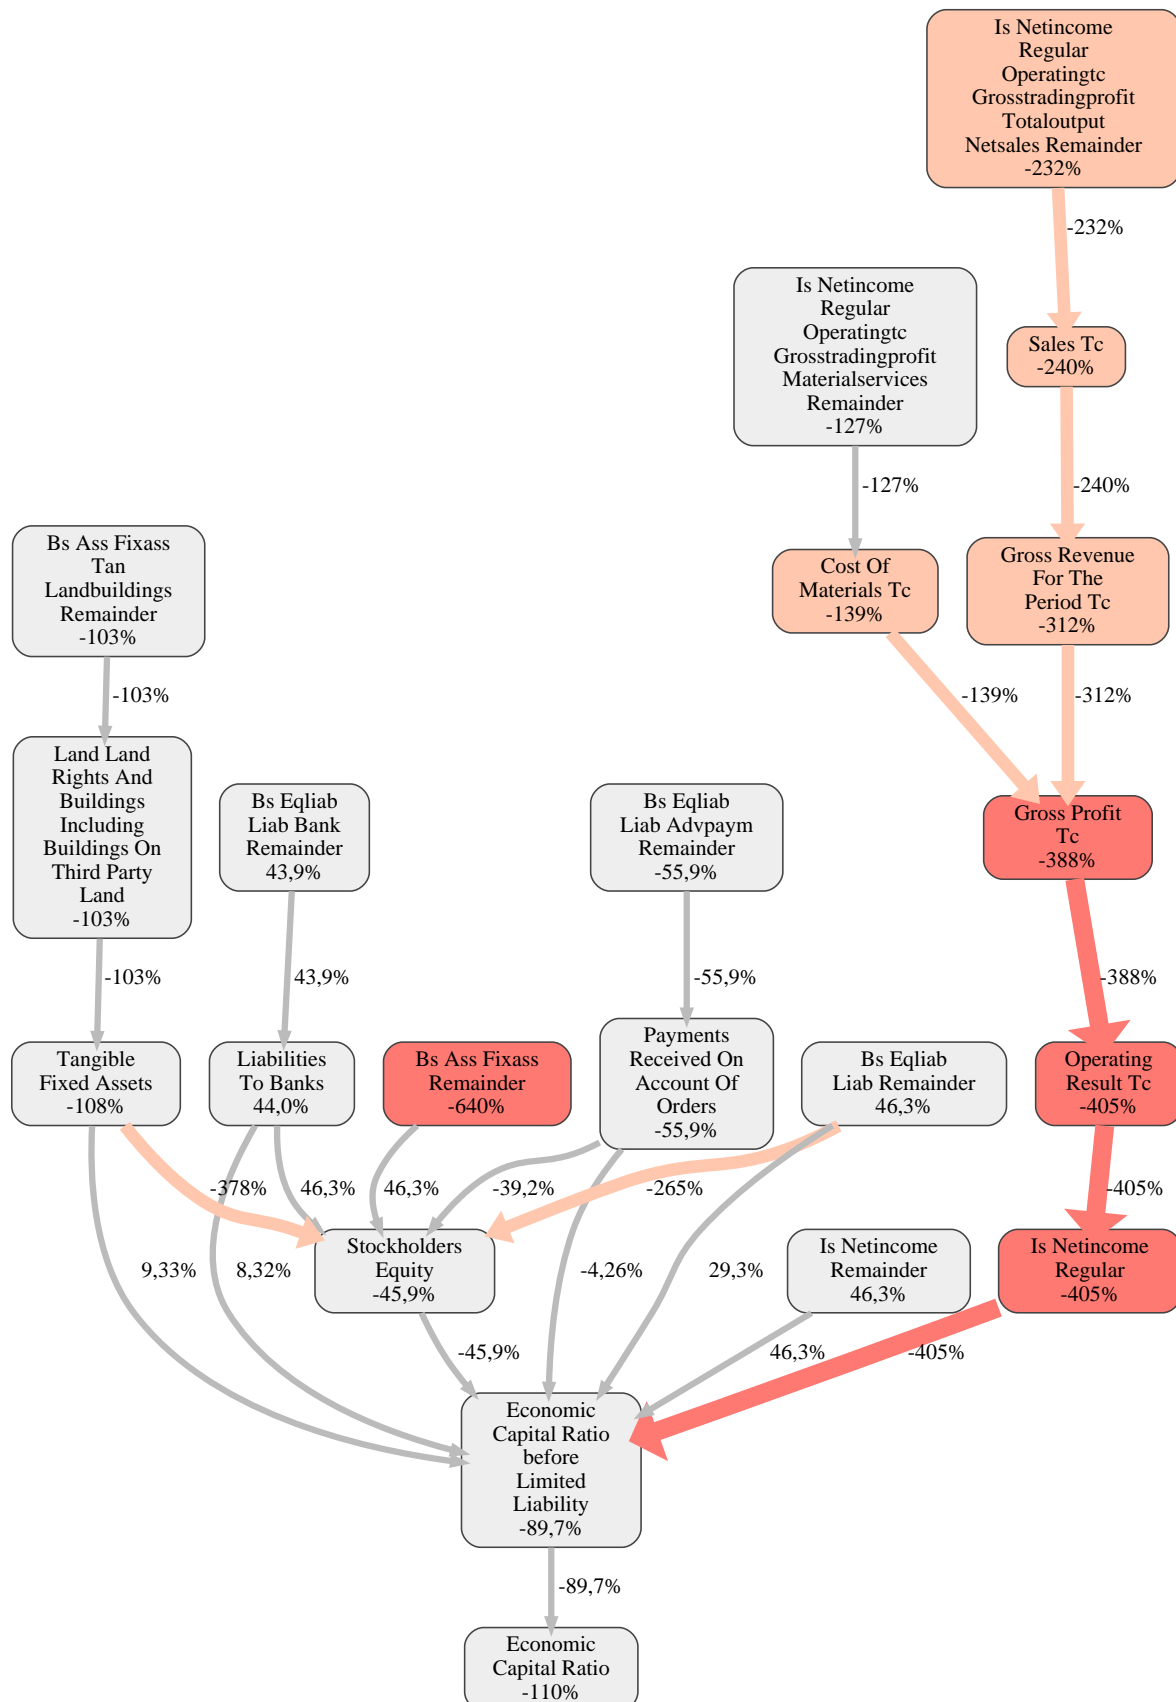 Is Netincome
Regular
Operatingtc
Grosstradingprofit
Totaloutput
Netsales Remainder
-232%
-232%
Is Netincome
Regular
Operatingtc
Grosstradingprofit
Materialservices
Remainder
-127%
Sales Tc
-240%
-127%
-240%
Bs Ass Fixass
Tan
Landbuildings
Remainder
-103%
Cost Of
Materials Tc
-139%
Gross Revenue
For The
Period Tc
-312%
-103%
-139%
-312%
Land Land
Rights And
Buildings
Including
Buildings On
Third Party
Land
-103%
Bs Eqliab
Liab Bank
Remainder
43,9%
Bs Eqliab
Liab Advpaym
Remainder
-55,9%
Gross Profit
Tc
-388%
-103%
43,9%
-55,9%
-388%
Tangible
Fixed Assets
-108%
Liabilities
To Banks
44,0%
Bs Ass Fixass
Remainder
-640%
Payments
Received On
Account Of
Orders
-55,9%
Bs Eqliab
Liab Remainder
46,3%
Operating
Result Tc
-405%
-378%
46,3%
46,3%
-39,2%
-265%
-405%
9,33%
8,32%
Stockholders
Equity
-45,9%
-4,26%
29,3%
Is Netincome
Remainder
46,3%
Is Netincome
Regular
-405%
-45,9%
46,3%
-405%
Economic
Capital Ratio
before
Limited
Liability
-89,7%
-89,7%
Economic
Capital Ratio
-110%